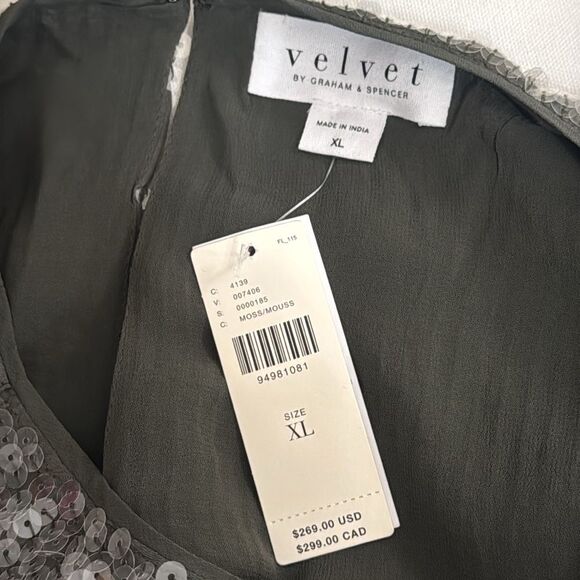 velvet
BY GRAHAM & SPENCER
MADE IN INDIA
XL
FL_115
C: 4139
V: 007406
S: 0000185
C: MOSS/MOUSS
94981081
SIZE
XL
$269.00 USD
$299.00 CAD